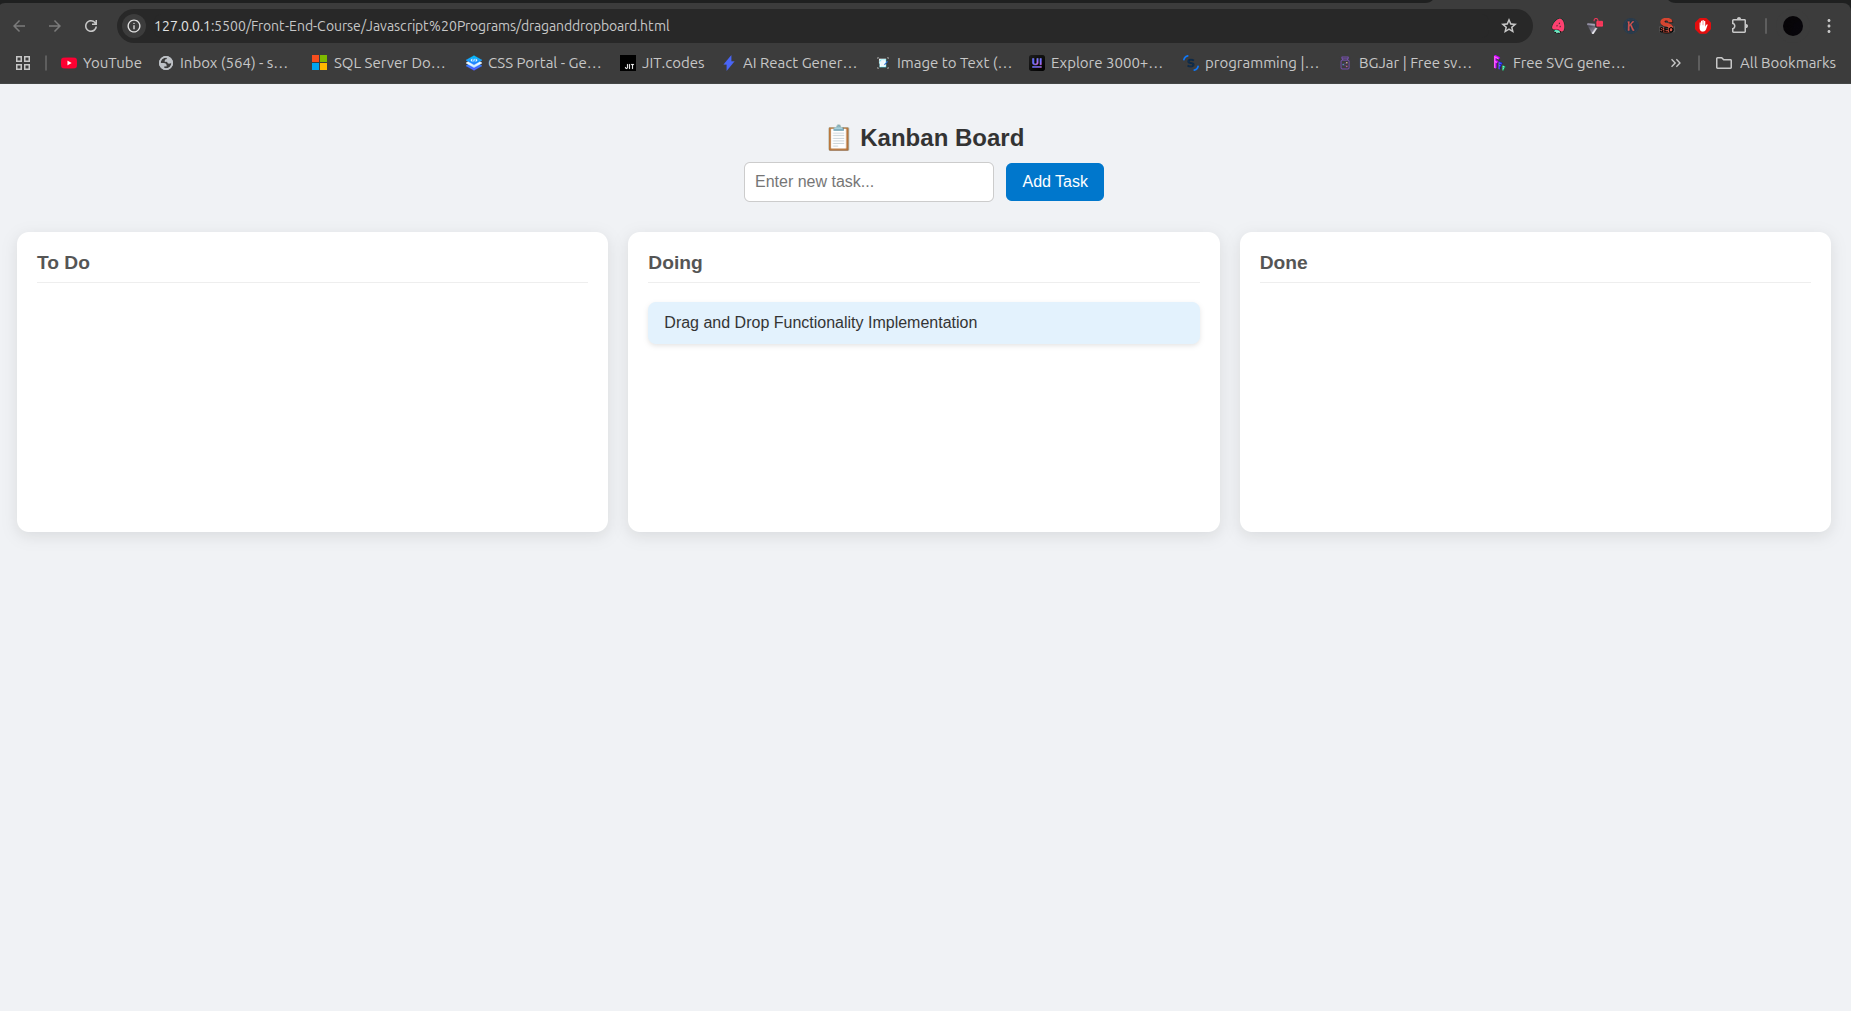 127.0.0.1:5500/Front-End-Course/Javascript%20Programs/draganddropboard.html
YouTube Inbox (564) - s... SQL Server Do... CSS Portal - Ge... JIT.codes AI React Gener... Image to Text (... Explore 3000+... programming |... BGJar | Free sv... Free SVG gene... » All Bookmarks
📋 Kanban Board
Enter new task... Add Task
To Do Doing Done
Drag and Drop Functionality Implementation